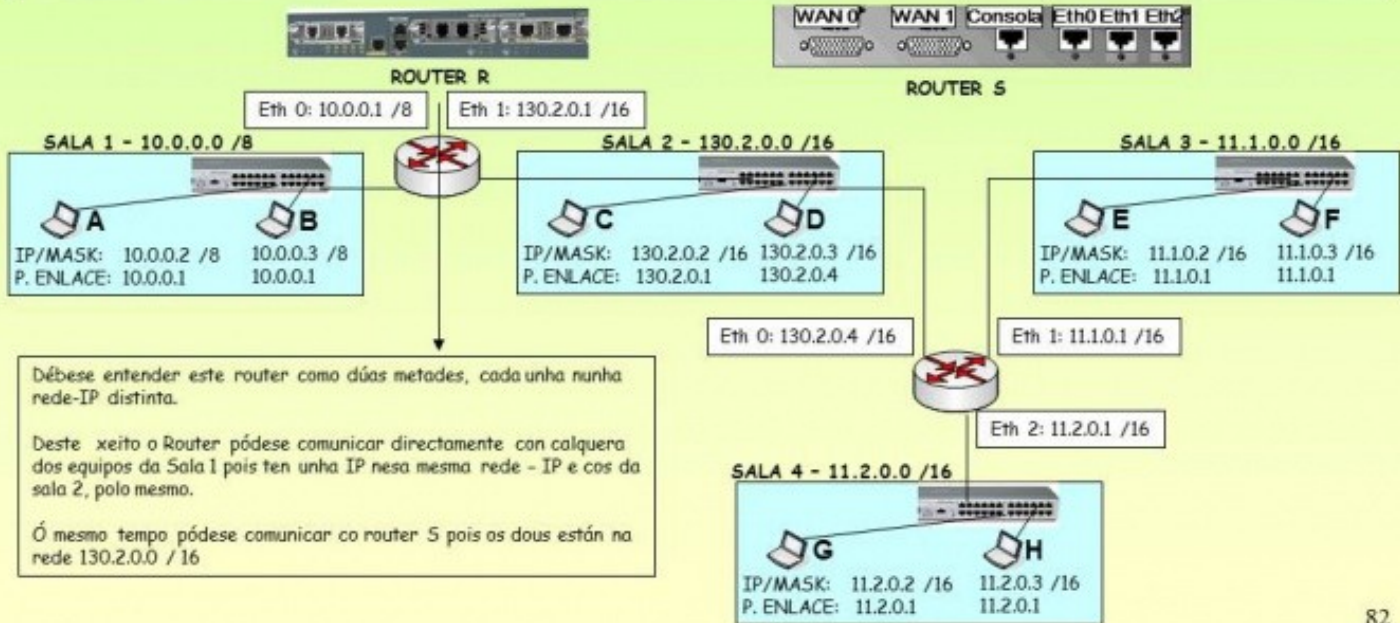 WAN 0 WAN 1 Consola Eth0 Eth1 Eth2
ROUTER R
ROUTER S
Eth 0: 10.0.0.1 /8
Eth 1: 130.2.0.1 /16
SALA 1 - 10.0.0.0 /8
A
B
IP/MASK: 10.0.0.2 /8 10.0.0.3 /8
P. ENLACE: 10.0.0.1 10.0.0.1
SALA 2 - 130.2.0.0 /16
C
D
IP/MASK: 130.2.0.2 /16 130.2.0.3 /16
P. ENLACE: 130.2.0.1 130.2.0.4
SALA 3 - 11.1.0.0 /16
E
F
IP/MASK: 11.1.0.2 /16 11.1.0.3 /16
P. ENLACE: 11.1.0.1 11.1.0.1
Eth 0: 130.2.0.4 /16
Eth 1: 11.1.0.1 /16
Eth 2: 11.2.0.1 /16
Débese entender este router como dúas metades, cada unha nunha
rede-IP distinta.
Deste xeito o Router pódese comunicar directamente con calquera
dos equipos da Sala 1 pois ten unha IP nesa mesma rede - IP e cos da
sala 2, polo mesmo.
Ó mesmo tempo pódese comunicar co router S pois os dous están na
rede 130.2.0.0 / 16
SALA 4 - 11.2.0.0 /16
G
H
IP/MASK: 11.2.0.2 /16 11.2.0.3 /16
P. ENLACE: 11.2.0.1 11.2.0.1
82